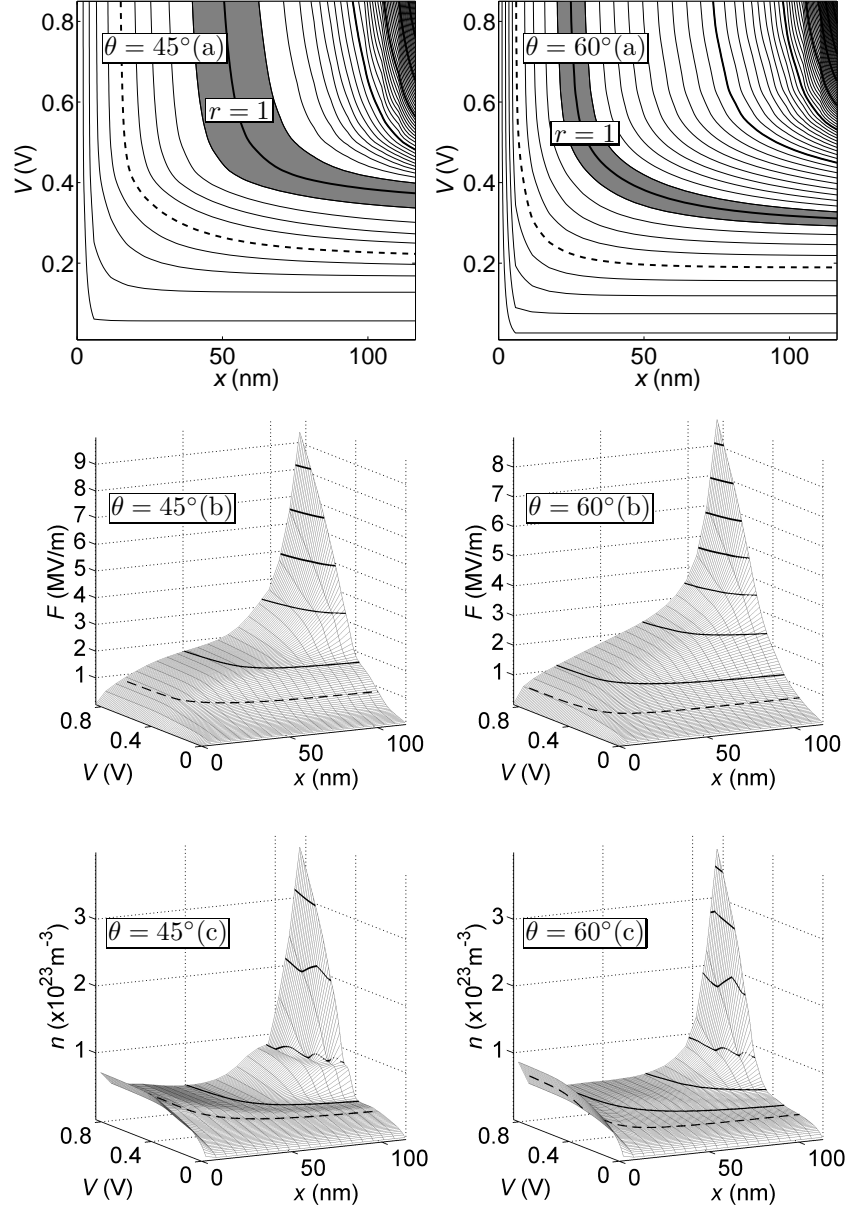 0.8
0.6
0.4
0.2
V (V)
θ = 45°(a)
r = 1
0
50
100
x (nm)
0.8
0.6
0.4
0.2
V (V)
θ = 60°(a)
r = 1
0
50
100
x (nm)
9
8
7
6
5
4
3
2
1
F (MV/m)
θ = 45°(b)
0.8
0.4
0
V (V)
0
50
100
x (nm)
8
7
6
5
4
3
2
1
F (MV/m)
θ = 60°(b)
0.8
0.4
0
V (V)
0
50
100
x (nm)
3
2
1
n (x10²³m⁻³)
θ = 45°(c)
0.8
0.4
0
V (V)
0
50
100
x (nm)
3
2
1
n (x10²³m⁻³)
θ = 60°(c)
0.8
0.4
0
V (V)
0
50
100
x (nm)